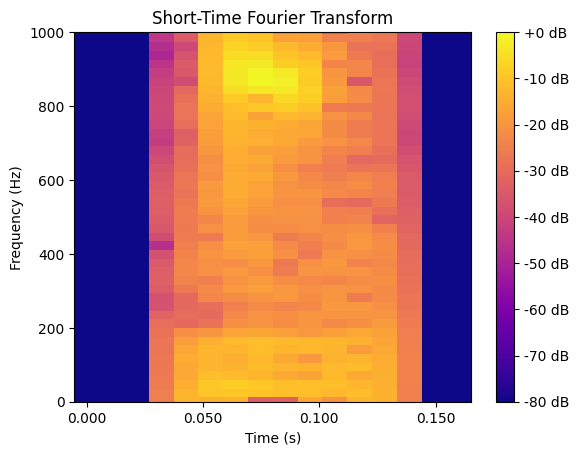 Short-Time Fourier Transform
1000
800
600
400
200
0
Frequency (Hz)
0.000
0.050
0.100
0.150
Time (s)
+0 dB
-10 dB
-20 dB
-30 dB
-40 dB
-50 dB
-60 dB
-70 dB
-80 dB